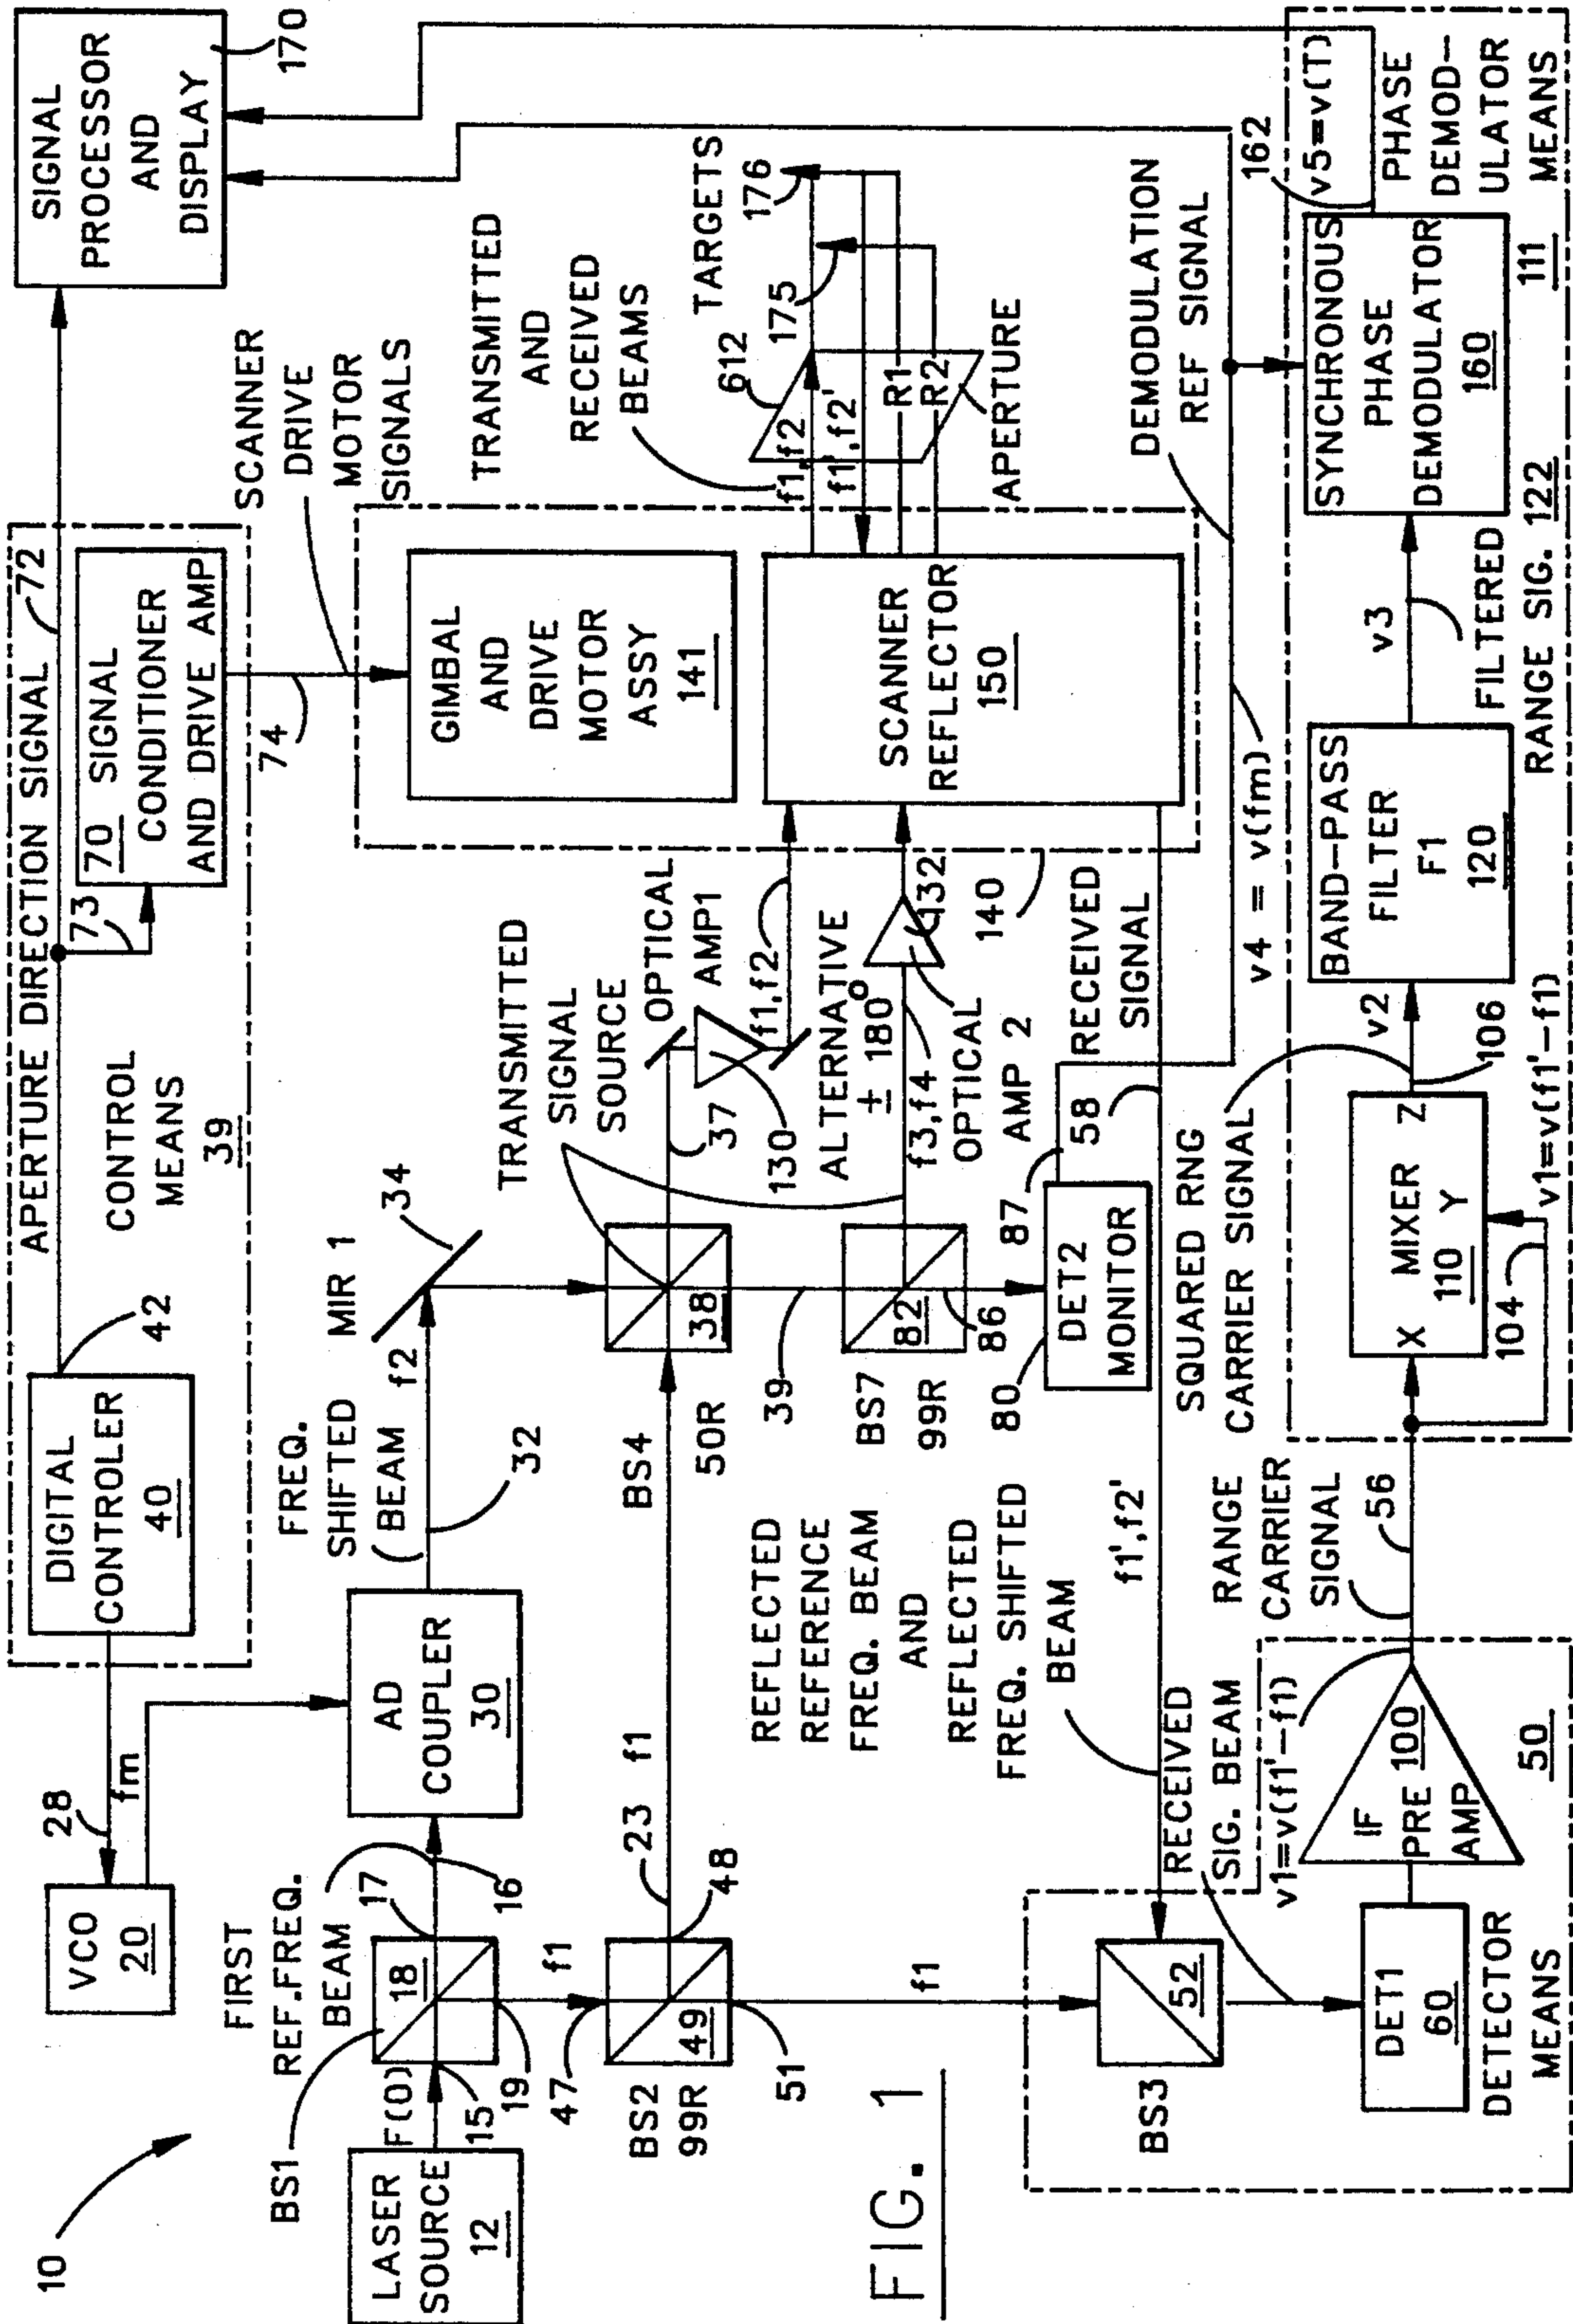 10
LASER
SOURCE
12
F(0)
15
BS1
18
17
19
FIRST
REF.FREQ.
BEAM
16
VCO
20
28
fm
DIGITAL
CONTROLER
40
42
APERTURE DIRECTION SIGNAL
72
73
70 SIGNAL
CONDITIONER
AND DRIVE AMP
CONTROL
MEANS
39
74
SCANNER
DRIVE
MOTOR
SIGNALS
SIGNAL
PROCESSOR
AND
DISPLAY
170
AD
COUPLER
30
FREQ.
SHIFTED
BEAM
f2
32
MIR 1
34
f1
47
BS2
99R
49
48
51
23 f1
BS4
50R
38
39
TRANSMITTED
SIGNAL
SOURCE
37
OPTICAL
AMP1
130
f1,f2
ALTERNATIVE
± 180°
f3,f4
OPTICAL
AMP 2
132
140
BS7
99R
82
86
DET2
MONITOR
80
87
GIMBAL
AND
DRIVE
MOTOR
ASSY
141
SCANNER
REFLECTOR
150
TRANSMITTED
AND
RECEIVED
BEAMS
612
f1,f2
f1',f2'
R1
R2
APERTURE
TARGETS
175
176
RECEIVED
SIGNAL
58
f1',f2'
REFLECTED
REFERENCE
FREQ. BEAM
AND
REFLECTED
FREQ. SHIFTED
BEAM
DEMODULATION
REF SIGNAL
v4 = v(fm)
f1
BS3
52
RECEIVED
SIG. BEAM
DET1
60
DETECTOR
MEANS
IF
PRE
AMP
100
50
v1=v(f1'-f1)
RANGE
CARRIER
SIGNAL
56
X MIXER Z
110 Y
104
v1=v(f1'-f1)
SQUARED RNG
CARRIER SIGNAL
v2
106
BAND-PASS
FILTER
F1
120
v3
FILTERED
RANGE SIG. 122
SYNCHRONOUS
PHASE
DEMODULATOR
160
111
162
v5=v(T)
PHASE
DEMOD-
ULATOR
MEANS
FIG. 1